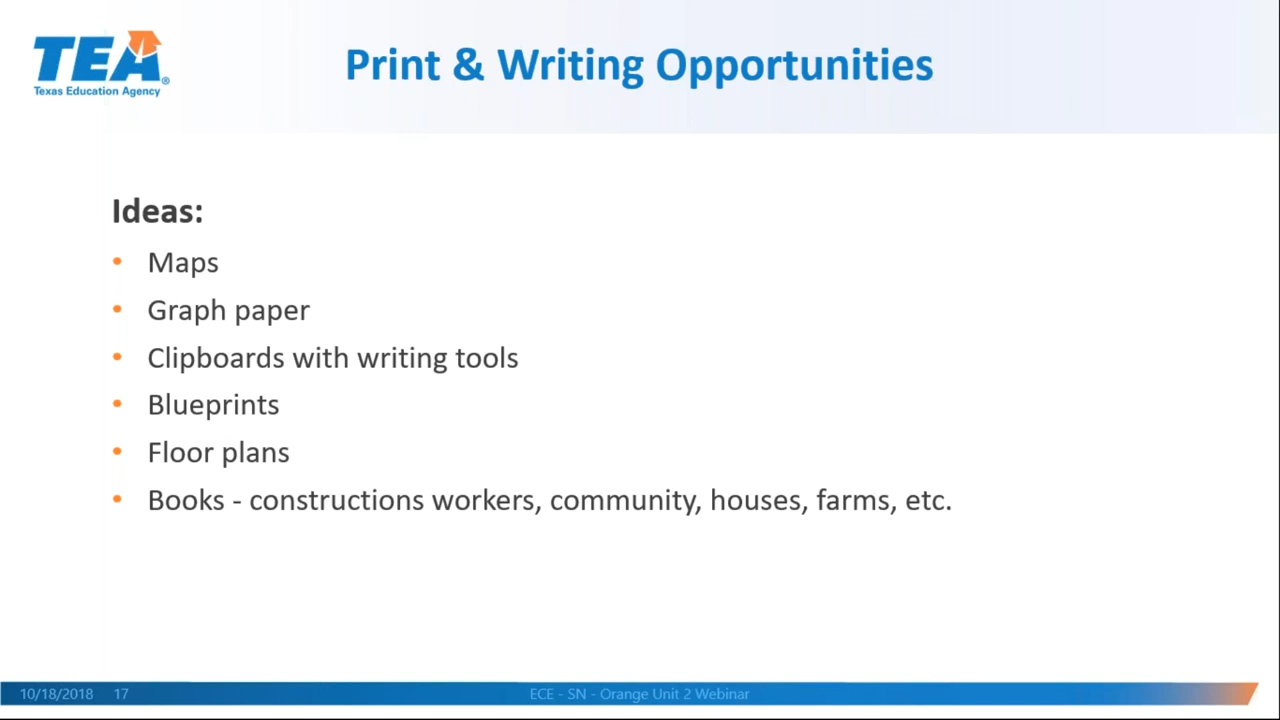 TEA
Texas Education Agency
Print & Writing Opportunities
Ideas:
• Maps
• Graph paper
• Clipboards with writing tools
• Blueprints
• Floor plans
• Books - constructions workers, community, houses, farms, etc.
10/18/2018 17 ECE - SN - Orange Unit 2 Webinar